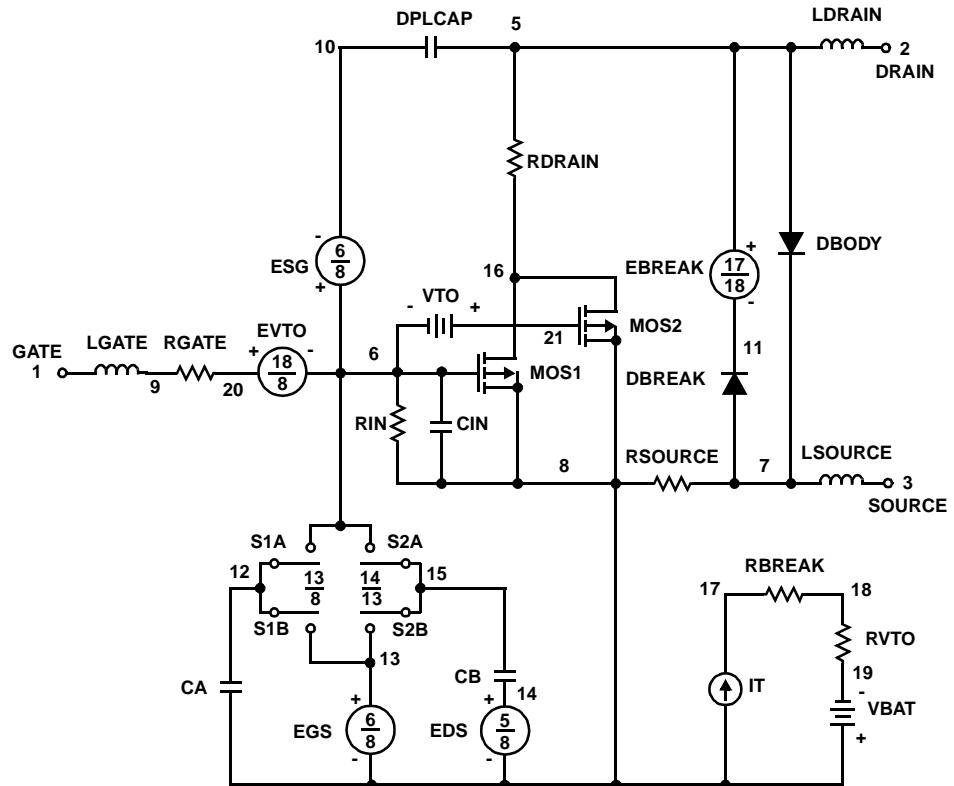 DPLCAP 5 LDRAIN
10 2
DRAIN
RDRAIN
- 6 8 +
ESG
16
EBREAK + 17 18 -
DBODY
- VTO +
21 MOS2
GATE LGATE RGATE EVTO
1 9 20 + 18 8 - 6
MOS1
11
DBREAK
RIN CIN
8 RSOURCE 7 LSOURCE
3
SOURCE
S1A S2A
12 13 8 14 13 15
S1B S2B
13
RBREAK
17 18
RVTO
19
CA
CB
14
+ EGS 6 8 -
+ EDS 5 8 -
IT
- VBAT +